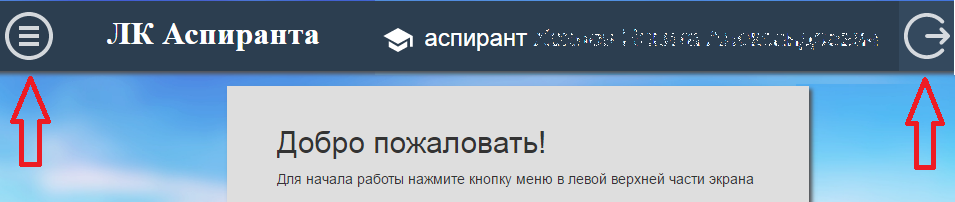 ЛК Аспиранта
аспирант
Добро пожаловать!
Для начала работы нажмите кнопку меню в левой верхней части экрана